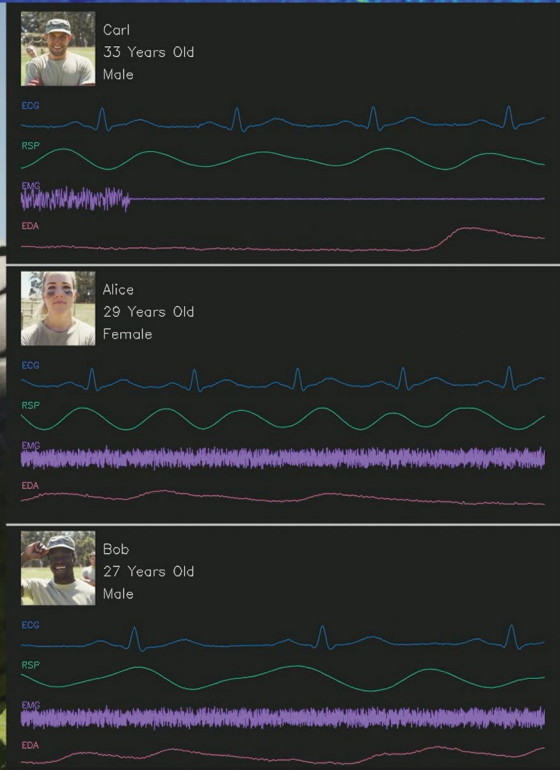 Carl
33 Years Old
Male
ECG
RSP
EMG
EDA
Alice
29 Years Old
Female
ECG
RSP
EMG
EDA
Bob
27 Years Old
Male
ECG
RSP
EMG
EDA